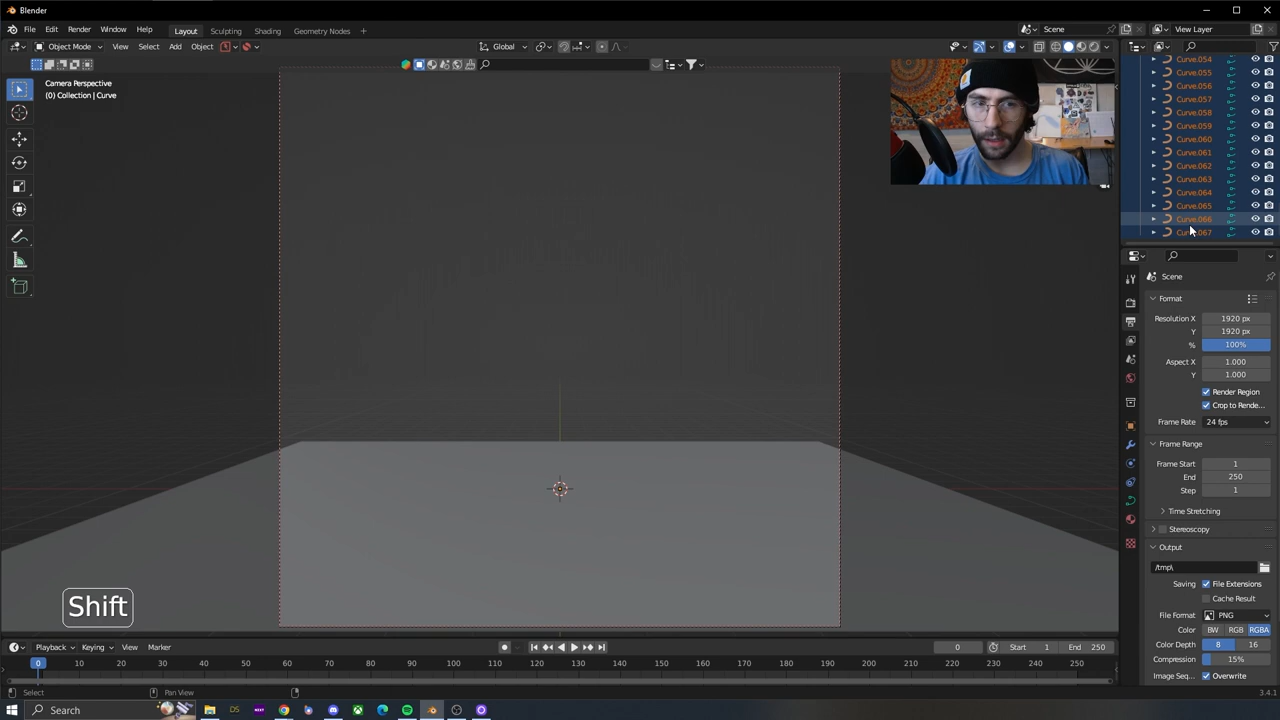 Blender
File Edit Render Window Help
Layout Sculpting Shading Geometry Nodes +
Scene
View Layer
Object Mode View Select Add Object
Global
Camera Perspective
(0) Collection | Curve
Curve.054
Curve.055
Curve.056
Curve.057
Curve.058
Curve.059
Curve.060
Curve.061
Curve.062
Curve.063
Curve.064
Curve.065
Curve.066
Curve.067
Scene
Format
Resolution X 1920 px
Y 1920 px
% 100%
Aspect X 1.000
Y 1.000
Render Region
Crop to Rende...
Frame Rate 24 fps
Frame Range
Frame Start 1
End 250
Step 1
Time Stretching
Stereoscopy
Output
/tmp\
Saving File Extensions
Cache Result
File Format PNG
Color BW RGB RGBA
Color Depth 8 16
Compression 15%
Image Seq... Overwrite
Shift
Playback Keying View Marker
0 Start 1 End 250
0 10 20 30 40 50 60 70 80 90 100 110 120 130 140 150 160 170 180 190 200 210 220 230 240 250
Select Pan View
3.4.1
Search
DS